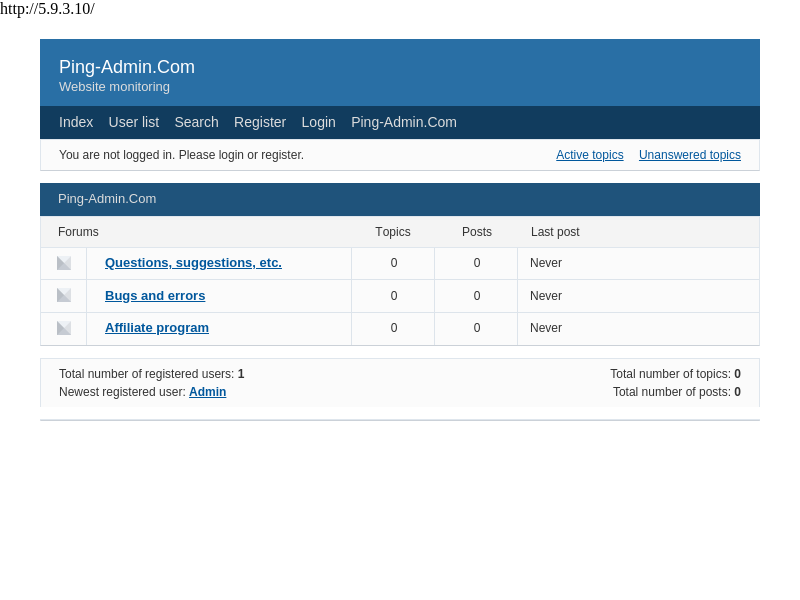 http://5.9.3.10/
Ping-Admin.Com
Website monitoring
Index User list Search Register Login Ping-Admin.Com
You are not logged in. Please login or register. Active topics Unanswered topics
Ping-Admin.Com
Forums Topics Posts Last post
Questions, suggestions, etc. 0 0 Never
Bugs and errors 0 0 Never
Affiliate program 0 0 Never
Total number of registered users: 1 Total number of topics: 0
Newest registered user: Admin Total number of posts: 0